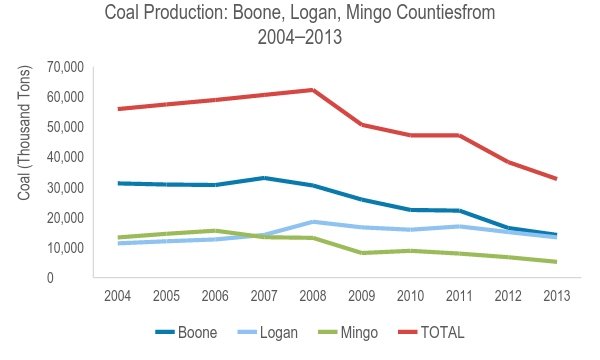 Coal Production: Boone, Logan, Mingo Countiesfrom
2004–2013
Coal (Thousand Tons)
70,000
60,000
50,000
40,000
30,000
20,000
10,000
0
2004 2005 2006 2007 2008 2009 2010 2011 2012 2013
Boone Logan Mingo TOTAL